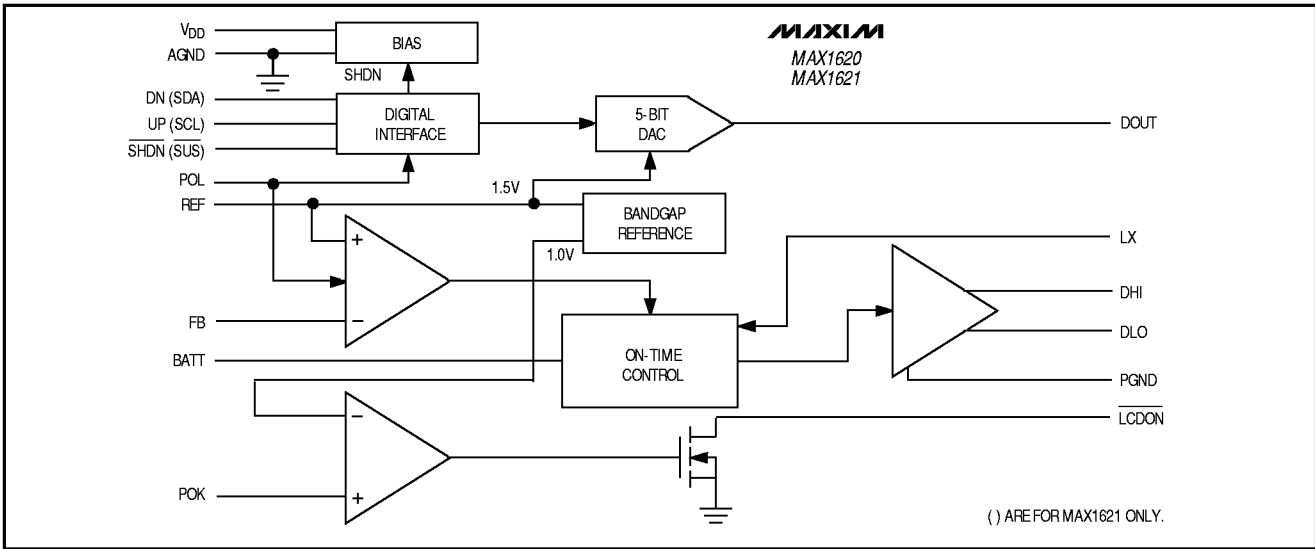 VDD
AGND
BIAS
MAXIM
MAX1620
MAX1621
SHDN
DN (SDA)
UP (SCL)
SHDN (SUS)
DIGITAL
INTERFACE
5-BIT
DAC
DOUT
POL
REF
1.5V
BANDGAP
REFERENCE
1.0V
+
−
FB
BATT
ON-TIME
CONTROL
LX
DHI
DLO
PGND
LCDON
−
+
POK
( ) ARE FOR MAX1621 ONLY.